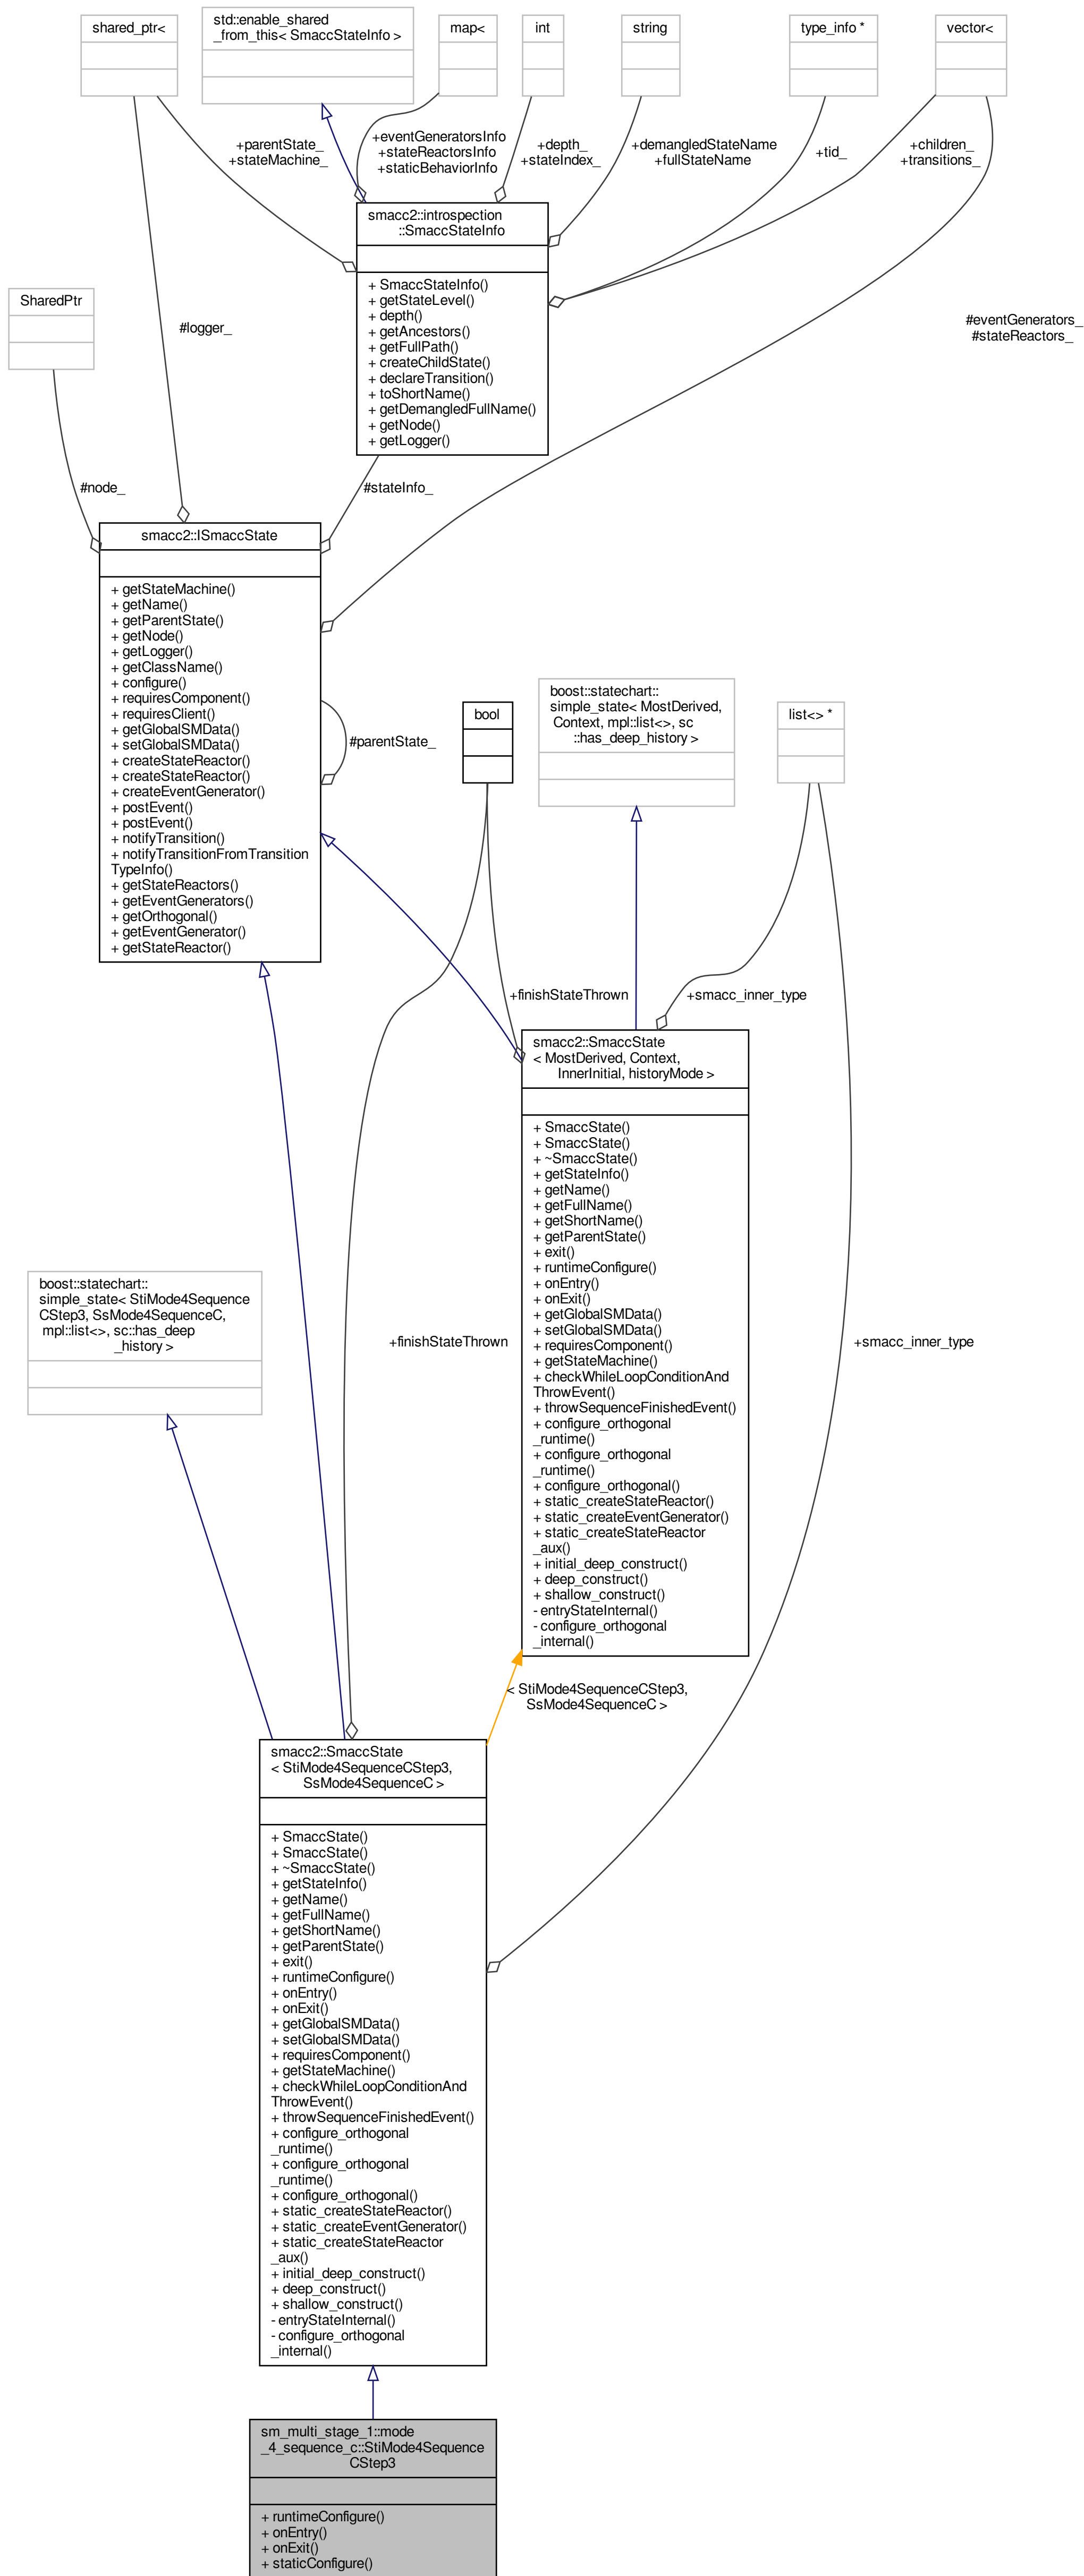 shared_ptr<
std::enable_shared
_from_this< SmaccStateInfo >
map<
int
string
type_info *
vector<
+parentState_
+stateMachine_
+eventGeneratorsInfo
+stateReactorsInfo
+staticBehaviorInfo
+depth_
+stateIndex_
+demangledStateName
+fullStateName
+tid_
+children_
+transitions_
smacc2::introspection
::SmaccStateInfo
+ SmaccStateInfo()
+ getStateLevel()
+ depth()
+ getAncestors()
+ getFullPath()
+ createChildState()
+ declareTransition()
+ toShortName()
+ getDemangledFullName()
+ getNode()
+ getLogger()
SharedPtr
#logger_
#eventGenerators_
#stateReactors_
#node_
#stateInfo_
smacc2::ISmaccState
+ getStateMachine()
+ getName()
+ getParentState()
+ getNode()
+ getLogger()
+ getClassName()
+ configure()
+ requiresComponent()
+ requiresClient()
+ getGlobalSMData()
+ setGlobalSMData()
+ createStateReactor()
+ createStateReactor()
+ createEventGenerator()
+ postEvent()
+ postEvent()
+ notifyTransition()
+ notifyTransitionFromTransition
TypeInfo()
+ getStateReactors()
+ getEventGenerators()
+ getOrthogonal()
+ getEventGenerator()
+ getStateReactor()
#parentState_
bool
boost::statechart::
simple_state< MostDerived,
Context, mpl::list<>, sc
::has_deep_history >
list<> *
+finishStateThrown
+smacc_inner_type
smacc2::SmaccState
< MostDerived, Context,
InnerInitial, historyMode >
+ SmaccState()
+ SmaccState()
+ ~SmaccState()
+ getStateInfo()
+ getName()
+ getFullName()
+ getShortName()
+ getParentState()
+ exit()
+ runtimeConfigure()
+ onEntry()
+ onExit()
+ getGlobalSMData()
+ setGlobalSMData()
+ requiresComponent()
+ getStateMachine()
+ checkWhileLoopConditionAnd
ThrowEvent()
+ throwSequenceFinishedEvent()
+ configure_orthogonal
_runtime()
+ configure_orthogonal
_runtime()
+ configure_orthogonal()
+ static_createStateReactor()
+ static_createEventGenerator()
+ static_createStateReactor
_aux()
+ initial_deep_construct()
+ deep_construct()
+ shallow_construct()
- entryStateInternal()
- configure_orthogonal
_internal()
boost::statechart::
simple_state< StiMode4Sequence
CStep3, SsMode4SequenceC,
mpl::list<>, sc::has_deep
_history >
+finishStateThrown
+smacc_inner_type
< StiMode4SequenceCStep3,
SsMode4SequenceC >
smacc2::SmaccState
< StiMode4SequenceCStep3,
SsMode4SequenceC >
+ SmaccState()
+ SmaccState()
+ ~SmaccState()
+ getStateInfo()
+ getName()
+ getFullName()
+ getShortName()
+ getParentState()
+ exit()
+ runtimeConfigure()
+ onEntry()
+ onExit()
+ getGlobalSMData()
+ setGlobalSMData()
+ requiresComponent()
+ getStateMachine()
+ checkWhileLoopConditionAnd
ThrowEvent()
+ throwSequenceFinishedEvent()
+ configure_orthogonal
_runtime()
+ configure_orthogonal
_runtime()
+ configure_orthogonal()
+ static_createStateReactor()
+ static_createEventGenerator()
+ static_createStateReactor
_aux()
+ initial_deep_construct()
+ deep_construct()
+ shallow_construct()
- entryStateInternal()
- configure_orthogonal
_internal()
sm_multi_stage_1::mode
_4_sequence_c::StiMode4Sequence
CStep3
+ runtimeConfigure()
+ onEntry()
+ onExit()
+ staticConfigure()